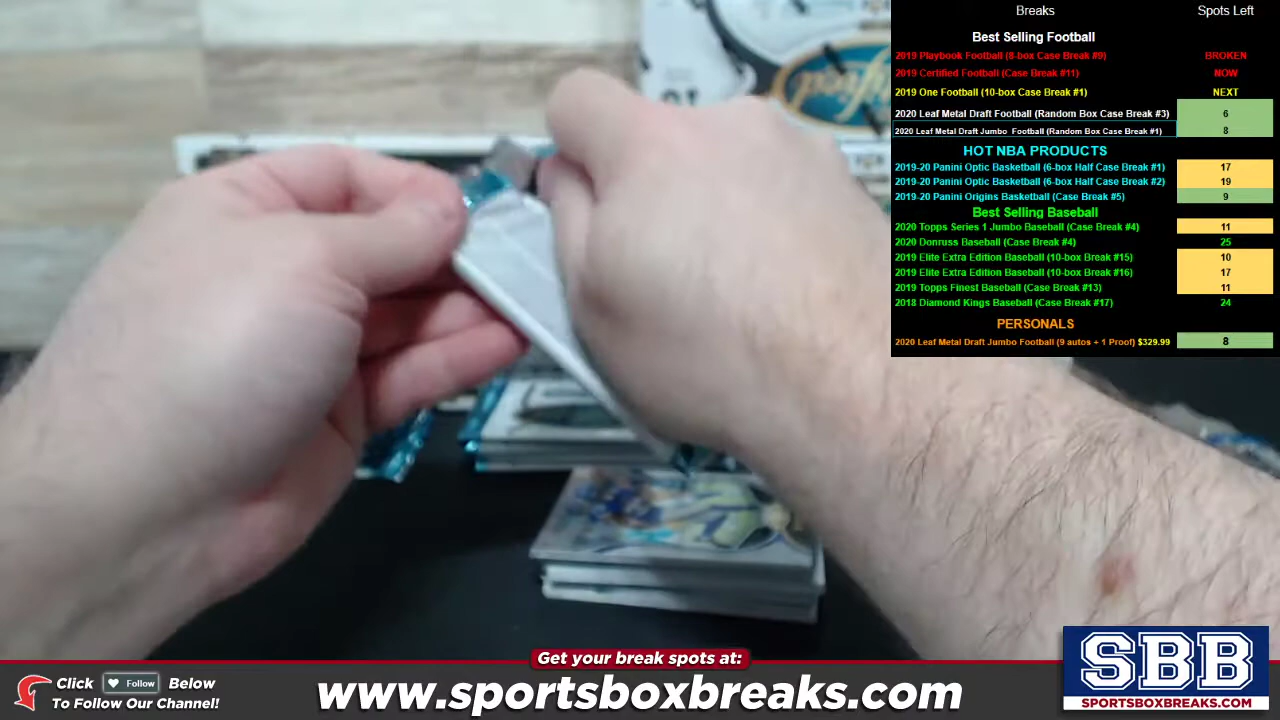 Breaks Spots Left
Best Selling Football
2019 Playbook Football (8-box Case Break #9) BROKEN
2019 Certified Football (Case Break #11) NOW
2019 One Football (10-box Case Break #1) NEXT
2020 Leaf Metal Draft Football (Random Box Case Break #3) 6
2020 Leaf Metal Draft Jumbo Football (Random Box Case Break #1) 8
HOT NBA PRODUCTS
2019-20 Panini Optic Basketball (6-box Half Case Break #1) 17
2019-20 Panini Optic Basketball (6-box Half Case Break #2) 19
2019-20 Panini Origins Basketball (Case Break #5) 9
Best Selling Baseball
2020 Topps Series 1 Jumbo Baseball (Case Break #4) 11
2020 Donruss Baseball (Case Break #4) 25
2019 Elite Extra Edition Baseball (10-box Break #15) 10
2019 Elite Extra Edition Baseball (10-box Break #16) 17
2019 Topps Finest Baseball (Case Break #13) 11
2018 Diamond Kings Baseball (Case Break #17) 24
PERSONALS
2020 Leaf Metal Draft Jumbo Football (9 autos + 1 Proof) $329.99 8
Get your break spots at:
Click Follow Below
To Follow Our Channel!
www.sportsboxbreaks.com
SBB
SPORTSBOXBREAKS.COM